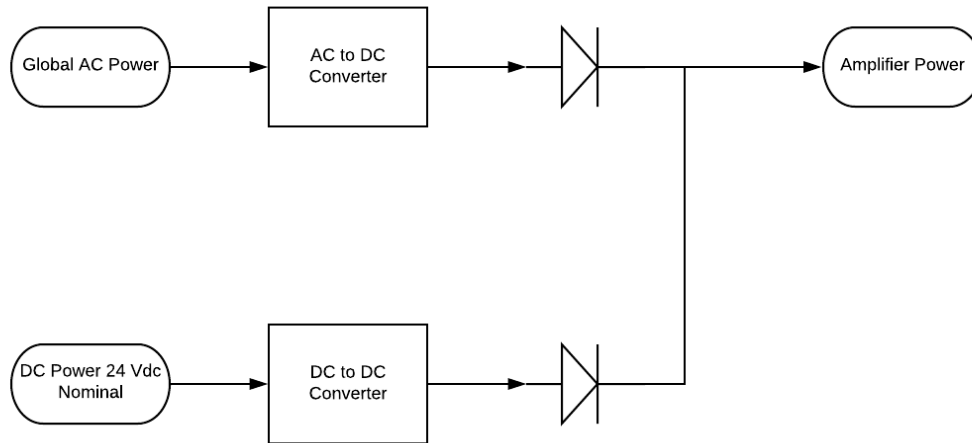 Global AC Power
AC to DC
Converter
Amplifier Power
DC Power 24 Vdc
Nominal
DC to DC
Converter